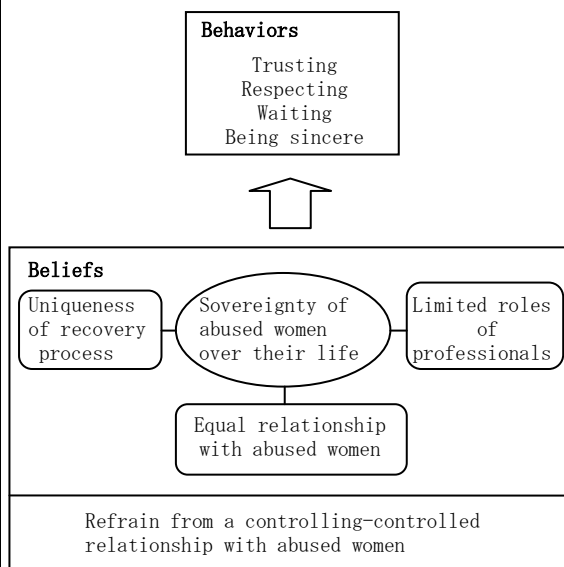 Behaviors
Trusting
Respecting
Waiting
Being sincere
Beliefs
Uniqueness
of recovery
process
Sovereignty of
abused women
over their life
Limited roles
of
professionals
Equal relationship
with abused women
Refrain from a controlling-controlled
relationship with abused women